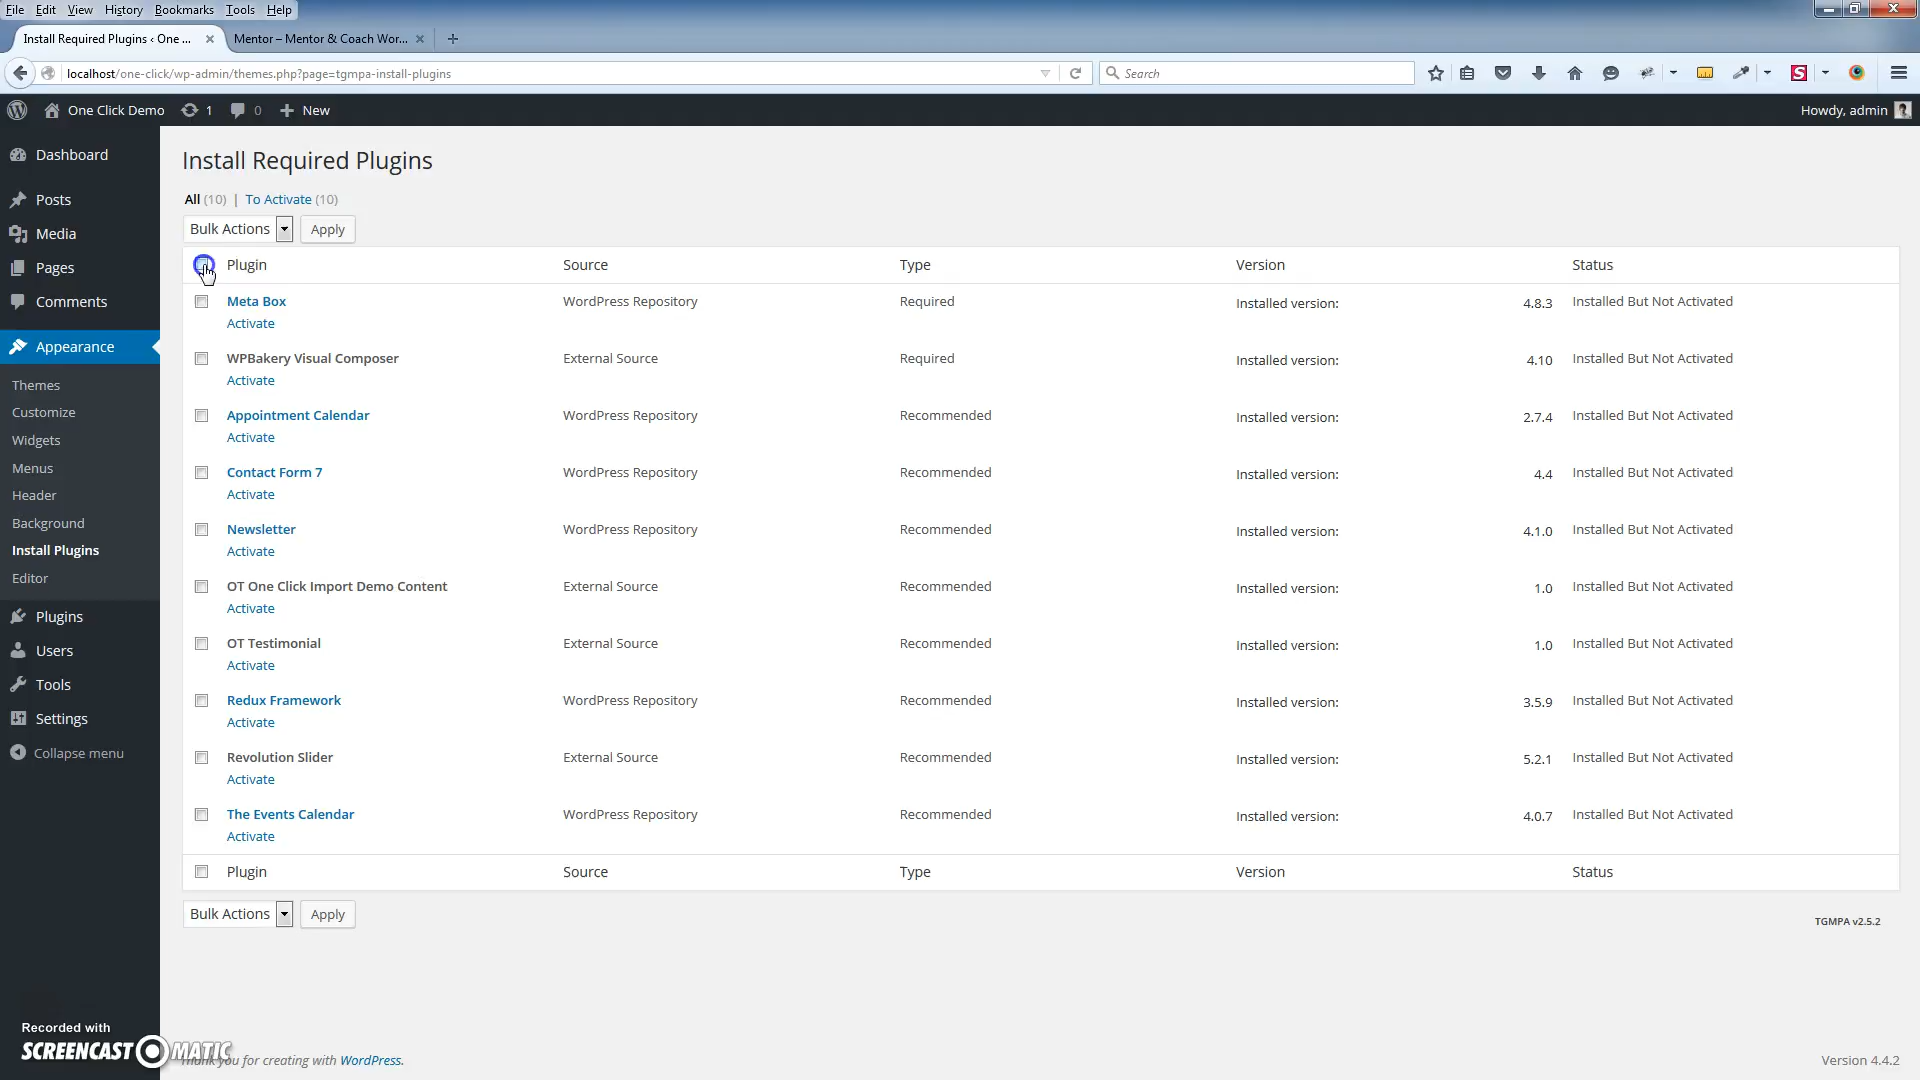 File Edit View History Bookmarks Tools Help
Install Required Plugins ‹ One ... × Mentor – Mentor & Coach Wor... × +
localhost/one-click/wp-admin/themes.php?page=tgmpa-install-plugins Search
One Click Demo 1 0 + New Howdy, admin
Dashboard
Posts
Media
Pages
Comments
Appearance
Themes
Customize
Widgets
Menus
Header
Background
Install Plugins
Editor
Plugins
Users
Tools
Settings
Collapse menu
Install Required Plugins
All (10) | To Activate (10)
Bulk Actions Apply
Plugin Source Type Version Status
Meta Box WordPress Repository Required Installed version: 4.8.3 Installed But Not Activated
Activate
WPBakery Visual Composer External Source Required Installed version: 4.10 Installed But Not Activated
Activate
Appointment Calendar WordPress Repository Recommended Installed version: 2.7.4 Installed But Not Activated
Activate
Contact Form 7 WordPress Repository Recommended Installed version: 4.4 Installed But Not Activated
Activate
Newsletter WordPress Repository Recommended Installed version: 4.1.0 Installed But Not Activated
Activate
OT One Click Import Demo Content External Source Recommended Installed version: 1.0 Installed But Not Activated
Activate
OT Testimonial External Source Recommended Installed version: 1.0 Installed But Not Activated
Activate
Redux Framework WordPress Repository Recommended Installed version: 3.5.9 Installed But Not Activated
Activate
Revolution Slider External Source Recommended Installed version: 5.2.1 Installed But Not Activated
Activate
The Events Calendar WordPress Repository Recommended Installed version: 4.0.7 Installed But Not Activated
Activate
Plugin Source Type Version Status
Bulk Actions Apply
TGMPA v2.5.2
Recorded with
SCREENCAST-O-MATIC
Thank you for creating with WordPress.
Version 4.4.2